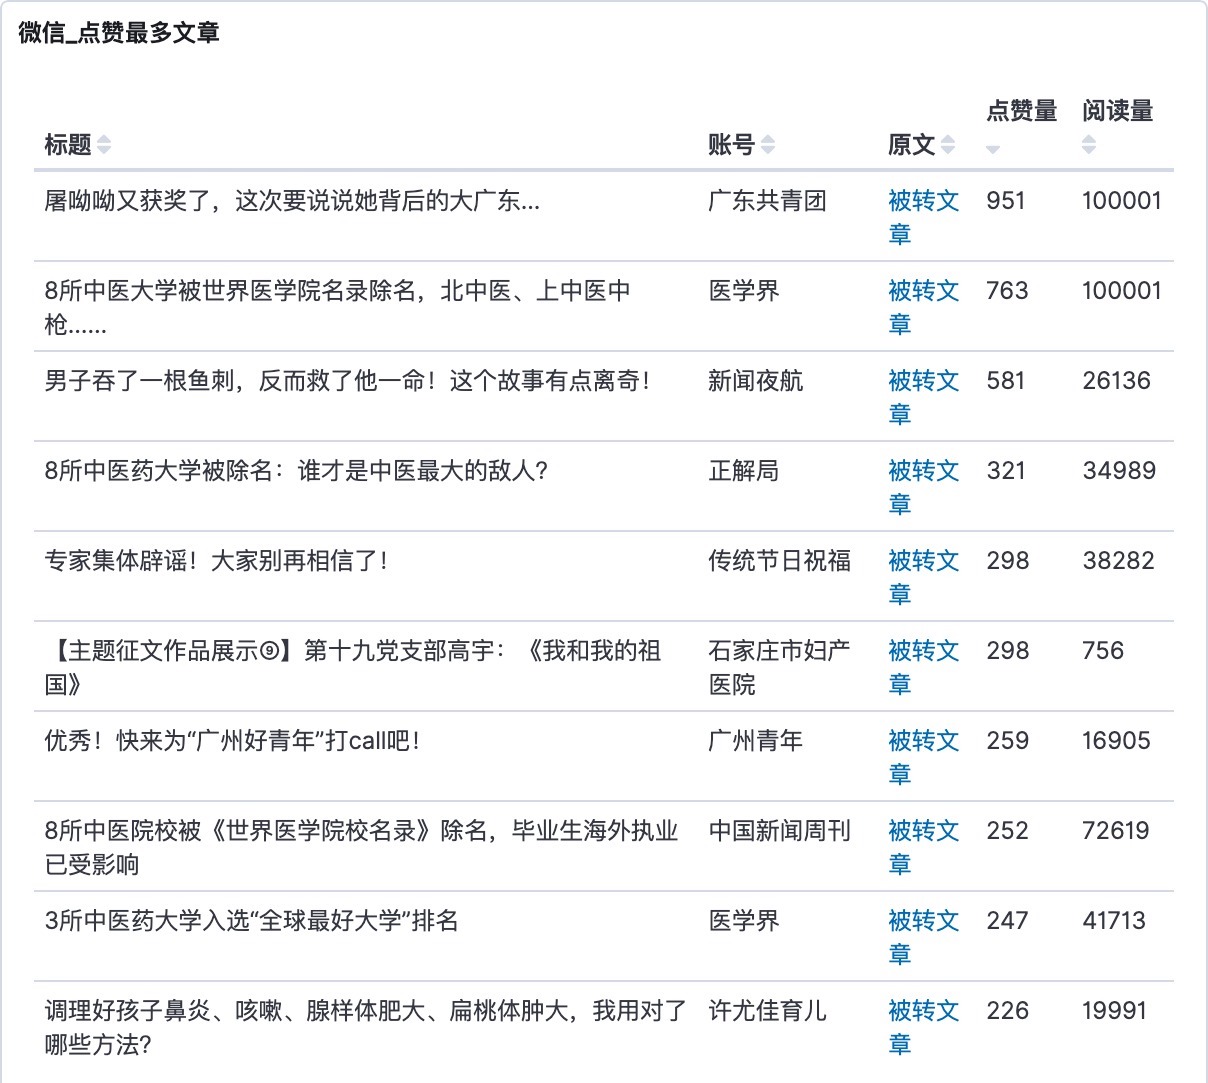 微信_点赞最多文章
点赞量 阅读量
标题 账号 原文
屠呦呦又获奖了，这次要说说她背后的大广东... 广东共青团 被转文 951 100001
章
8所中医大学被世界医学院名录除名，北中医、上中医中 医学界 被转文 763 100001
枪...... 章
男子吞了一根鱼刺，反而救了他一命！这个故事有点离奇！ 新闻夜航 被转文 581 26136
章
8所中医药大学被除名：谁才是中医最大的敌人? 正解局 被转文 321 34989
章
专家集体辟谣！大家别再相信了！ 传统节日祝福 被转文 298 38282
章
【主题征文作品展示⑨】第十九党支部高宇：《我和我的祖 石家庄市妇产 被转文 298 756
国》 医院 章
优秀！快来为“广州好青年”打call吧！ 广州青年 被转文 259 16905
章
8所中医院校被《世界医学院校名录》除名，毕业生海外执业 中国新闻周刊 被转文 252 72619
已受影响 章
3所中医药大学入选“全球最好大学”排名 医学界 被转文 247 41713
章
调理好孩子鼻炎、咳嗽、腺样体肥大、扁桃体肿大，我用对了 许尤佳育儿 被转文 226 19991
哪些方法? 章